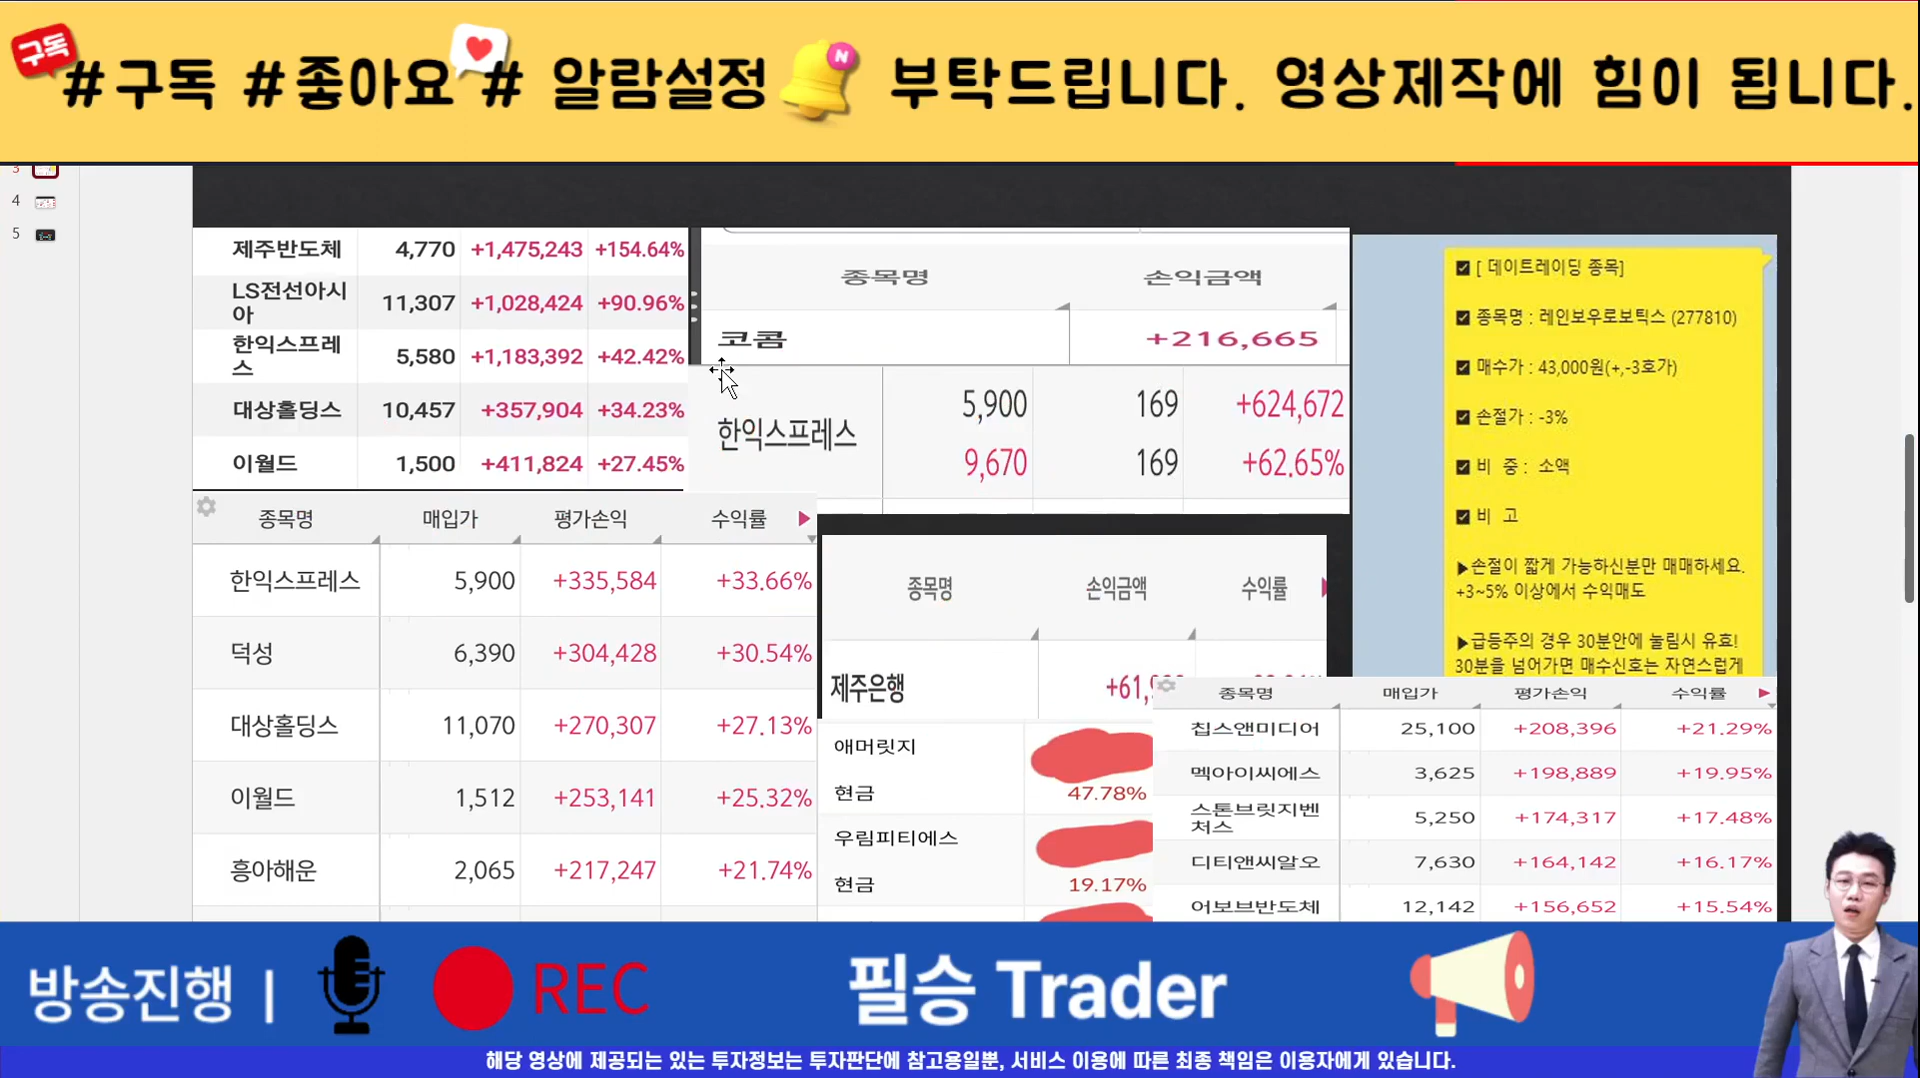 구독
#구독 #좋아요 # 알람설정 N 부탁드립니다. 영상제작에 힘이 됩니다.
3
4
5
제주반도체 4,770 +1,475,243 +154.64%
LS전선아시아 11,307 +1,028,424 +90.96%
한익스프레스 5,580 +1,183,392 +42.42%
대상홀딩스 10,457 +357,904 +34.23%
이월드 1,500 +411,824 +27.45%
종목명 손익금액
코콤 +216,665
한익스프레스 5,900 169 +624,672
9,670 169 +62.65%
☑ [ 데이트레이딩 종목]
☑ 종목명 : 레인보우로보틱스 (277810)
☑ 매수가 : 43,000원(+,-3호가)
☑ 손절가 : -3%
☑ 비 중 : 소액
☑ 비 고
▶손절이 짧게 가능하신분만 매매하세요.
+3~5% 이상에서 수익매도
▶급등주의 경우 30분안에 눌림시 유효!
30분을 넘어가면 매수신호는 자연스럽게
종목명 매입가 평가손익 수익률
한익스프레스 5,900 +335,584 +33.66%
덕성 6,390 +304,428 +30.54%
대상홀딩스 11,070 +270,307 +27.13%
이월드 1,512 +253,141 +25.32%
흥아해운 2,065 +217,247 +21.74%
종목명 손익금액 수익률
제주은행 +61,
애머릿지
현금 47.78%
우림피티에스
현금 19.17%
종목명 매입가 평가손익 수익률
칩스앤미디어 25,100 +208,396 +21.29%
멕아이씨에스 3,625 +198,889 +19.95%
스톤브릿지벤처스 5,250 +174,317 +17.48%
디티앤씨알오 7,630 +164,142 +16.17%
어보브반도체 12,142 +156,652 +15.54%
방송진행 | REC 필승 Trader
해당 영상에 제공되는 있는 투자정보는 투자판단에 참고용일뿐, 서비스 이용에 따른 최종 책임은 이용자에게 있습니다.